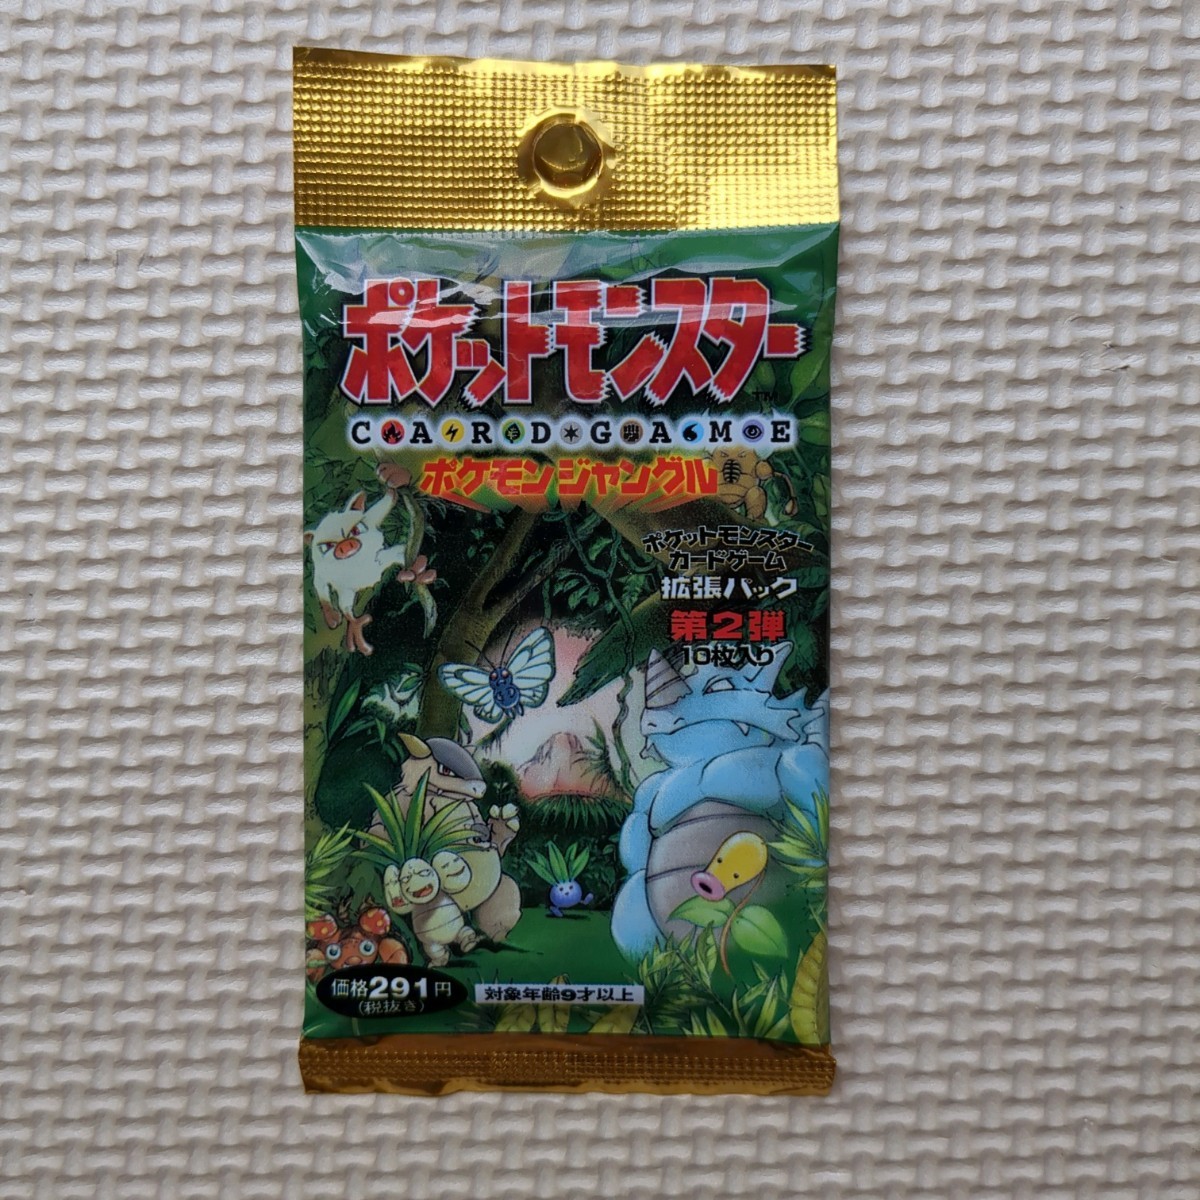 ポケットモンスター
TM
CARD GAME
ポケモンジャングル
ポケットモンスター
カードゲーム
拡張パック
第2弾
10枚入り
価格291円
(税抜き)
対象年齢9才以上